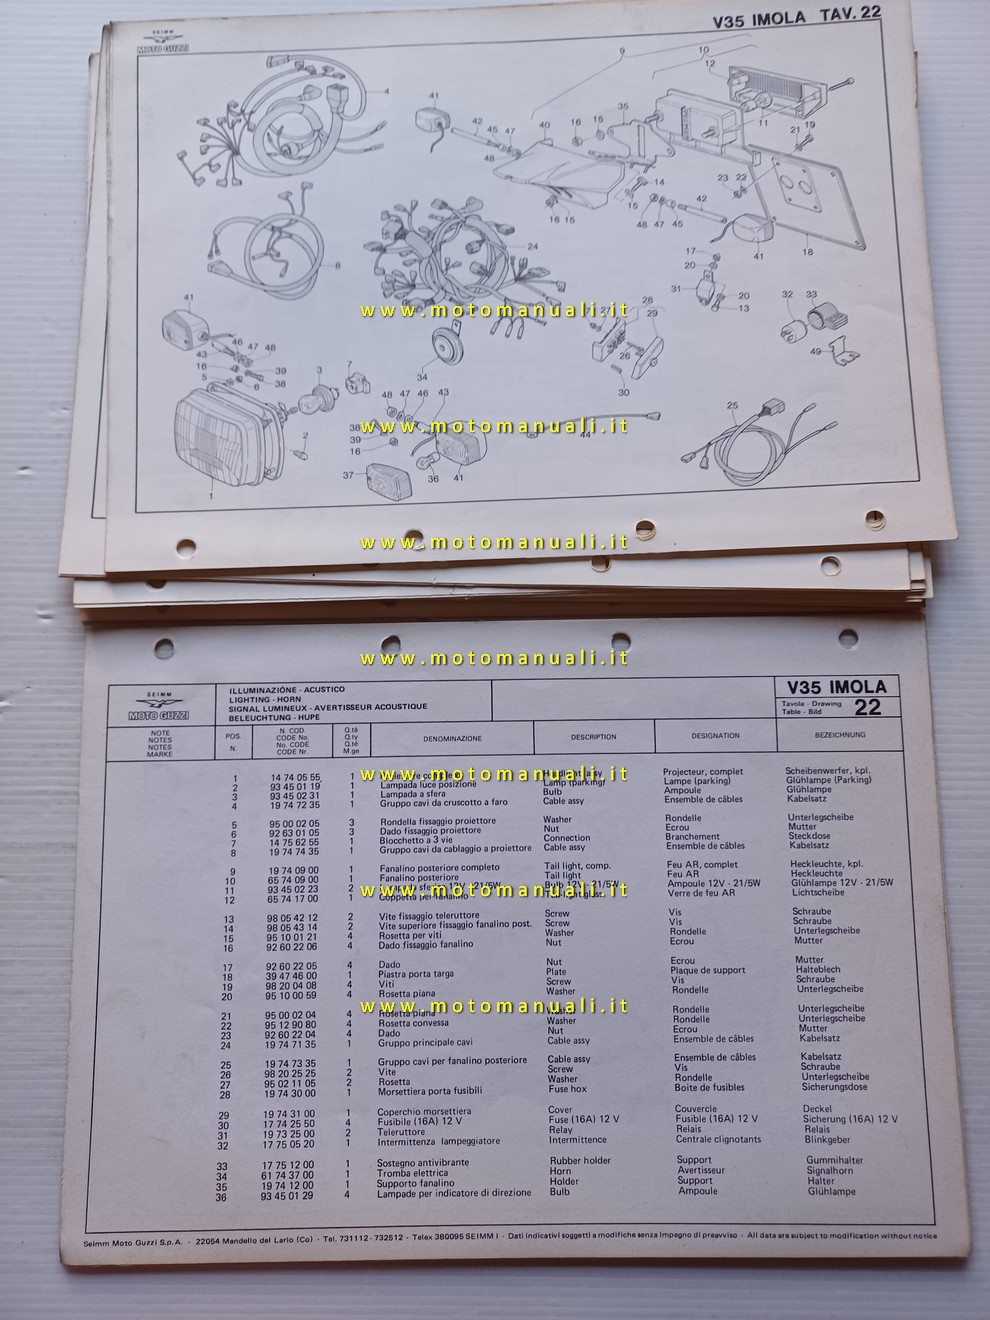 SEIMM
MOTO GUZZI
V35 IMOLA TAV. 22
www.motomanuali.it
www.motomanuali.it
www.motomanuali.it
www.motomanuali.it
SEIMM
MOTO GUZZI
ILLUMINAZIONE - ACUSTICO
LIGHTING - HORN
SIGNAL LUMINEUX - AVERTISSEUR ACOUSTIQUE
BELEUCHTUNG - HUPE
V35 IMOLA
Tavola - Drawing
Table - Bild
22
NOTE
NOTES
NOTES
MARKE
POS.
N.
N. COD.
CODE No.
No. CODE
CODE Nr
Q.tà
Q.ty
Q.té
M.ge
DENOMINAZIONE
DESCRIPTION
DESIGNATION
BEZEICHNUNG
www.motomanuali.it
1 14 74 05 55 1 Projecteur, complet Scheibenwerfer, kpl.
2 93 45 01 19 1 Lampada luce posizione Lamp (parking) Lampe (parking) Glühlampe (Parking)
3 93 45 02 31 1 Lampada a sfera Bulb Ampoule Glühlampe
4 19 74 72 35 1 Gruppo cavi da cruscotto a faro Cable assy Ensemble de câbles Kabelsatz
5 95 00 02 05 3 Rondella fissaggio proiettore Washer Rondelle Unterlegscheibe
6 92 63 01 05 3 Dado fissaggio proiettore Nut Ecrou Mutter
7 14 75 62 55 1 Blocchetto a 3 vie Connection Branchement Steckdose
8 19 74 74 35 1 Gruppo cavi da cablaggio a proiettore Cable assy Ensemble de câbles Kabelsatz
9 19 74 09 00 1 Fanalino posteriore completo Tail light, comp. Feu AR, complet Heckleuchte, kpl.
10 65 74 09 00 1 Fanalino posteriore Tail light Feu AR Heckleuchte
11 93 45 02 23 2 Bulb 12V - 21/5W Ampoule 12V - 21/5W Glühlampe 12V - 21/5W
www.motomanuali.it
12 65 74 17 00 1 Coppetta per fanalino Verre de feu AR Lichtscheibe
13 98 05 42 12 2 Vite fissaggio teleruttore Screw Vis Schraube
14 98 05 43 14 2 Vite superiore fissaggio fanalino post. Screw Vis Schraube
15 95 10 01 21 4 Rosetta per viti Washer Rondelle Unterlegscheibe
16 92 60 22 06 4 Dado fissaggio fanalino Nut Ecrou Mutter
17 92 60 22 05 4 Dado Nut Ecrou Mutter
18 39 47 46 00 1 Piastra porta targa Plate Plaque de support Halteblech
19 98 20 04 08 4 Viti Screw Vis Schraube
20 95 10 00 59 4 Rosetta piana Washer Rondelle Unterlegscheibe
www.motomanuali.it
21 95 00 02 04 4 Rosetta piana Washer Rondelle Unterlegscheibe
22 95 12 90 80 4 Rosetta convessa Washer Rondelle Unterlegscheibe
23 92 60 22 04 4 Dado Nut Ecrou Mutter
24 19 74 71 35 1 Gruppo principale cavi Cable assy Ensemble de câbles Kabelsatz
25 19 74 73 35 1 Gruppo cavi per fanalino posteriore Cable assy Ensemble de câbles Kabelsatz
26 98 20 25 25 2 Vite Screw Vis Schraube
27 95 02 11 05 2 Rosetta Washer Rondelle Unterlegscheibe
28 19 74 30 00 1 Morsettiera porta fusibili Fuse hox Boite de fusibles Sicherungsdose
29 19 74 31 00 1 Coperchio morsettiera Cover Couvercle Deckel
30 17 74 25 50 4 Fusibile (16A) 12 V Fuse (16A) 12 V Fusible (16A) 12 V Sicherung (16A) 12 V
31 19 73 25 00 2 Teleruttore Relay Relais Relais
32 17 75 05 20 1 Intermittenza lampeggiatore Intermittence Centrale clignotants Blinkgeber
33 17 75 12 00 1 Sostegno antivibrante Rubber holder Support Gummihalter
34 61 74 37 00 1 Tromba elettrica Horn Avertisseur Signalhorn
35 19 74 12 00 1 Supporto fanalino Holder Support Halter
36 93 45 01 29 4 Lampade per indicatore di direzione Bulb Ampoule Glühlampe
Seimm Moto Guzzi S.p.A. - 22054 Mandello del Lario (Co) - Tel. 731112 - 732512 - Telex 380095 SEIMM I - Dati indicativi soggetti a modifiche senza impegno di preavviso - All data are subject to modification without notice